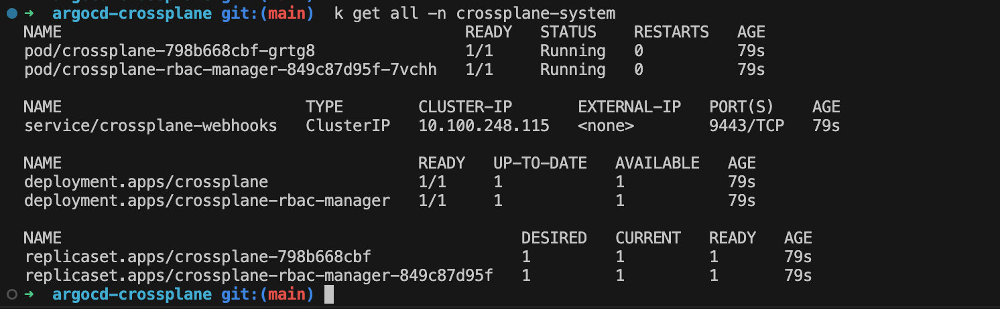 ➜ argocd-crossplane git:(main) k get all -n crossplane-system
NAME READY STATUS RESTARTS AGE
pod/crossplane-798b668cbf-grtg8 1/1 Running 0 79s
pod/crossplane-rbac-manager-849c87d95f-7vchh 1/1 Running 0 79s
NAME TYPE CLUSTER-IP EXTERNAL-IP PORT(S) AGE
service/crossplane-webhooks ClusterIP 10.100.248.115 <none> 9443/TCP 79s
NAME READY UP-TO-DATE AVAILABLE AGE
deployment.apps/crossplane 1/1 1 1 79s
deployment.apps/crossplane-rbac-manager 1/1 1 1 79s
NAME DESIRED CURRENT READY AGE
replicaset.apps/crossplane-798b668cbf 1 1 1 79s
replicaset.apps/crossplane-rbac-manager-849c87d95f 1 1 1 79s
➜ argocd-crossplane git:(main)